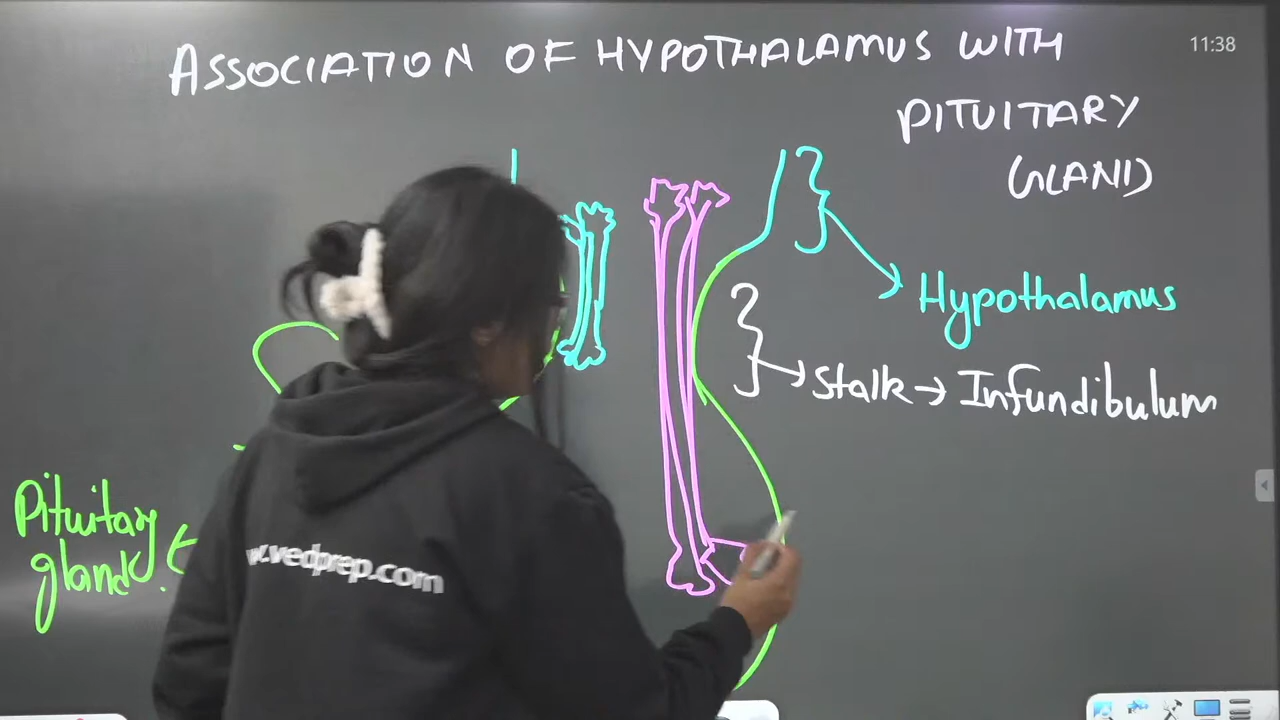 ASSOCIATION OF HYPOTHALAMUS WITH
PITUITARY
GLAND
11:38
Hypothalamus
Stalk → Infundibulum
Pituitary
gland
w.vedprep.com